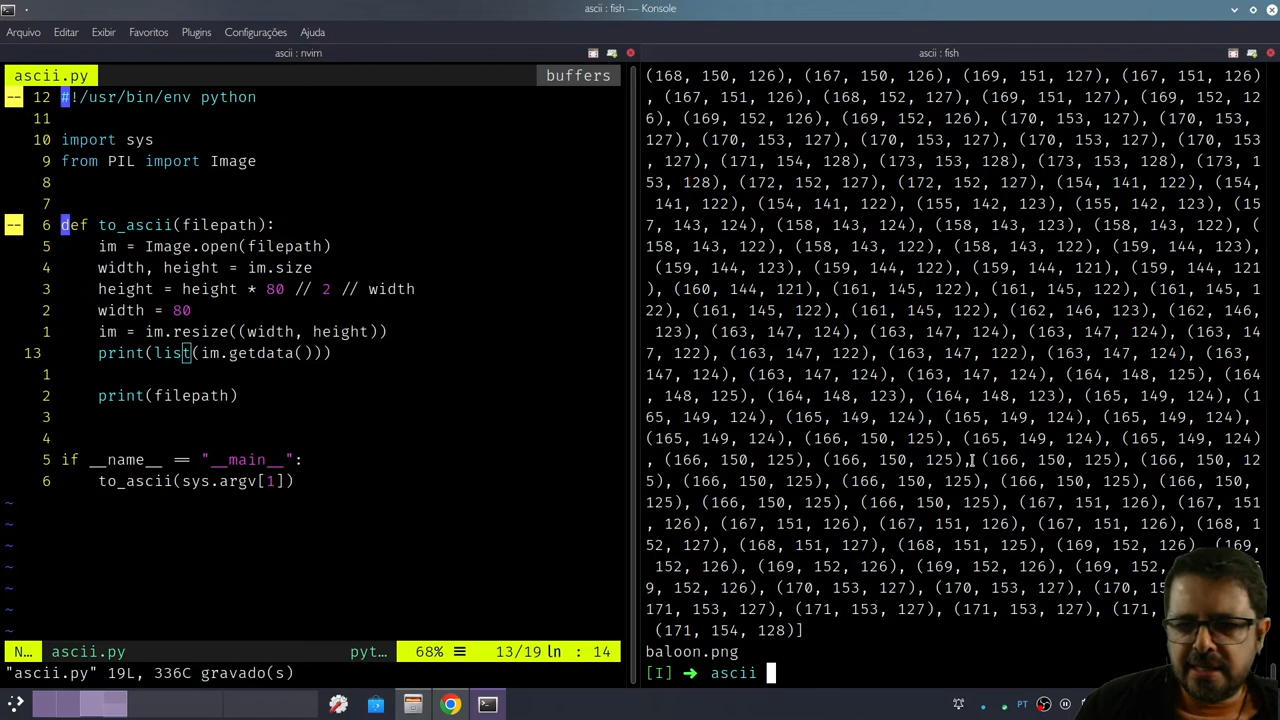 ascii : fish — Konsole
Arquivo Editar Exibir Favoritos Plugins Configurações Ajuda
ascii : nvim
ascii.py buffers
-- 12 #!/usr/bin/env python
11
10 import sys
9 from PIL import Image
8
7
-- 6 def to_ascii(filepath):
5 im = Image.open(filepath)
4 width, height = im.size
3 height = height * 80 // 2 // width
2 width = 80
1 im = im.resize((width, height))
13 print(list(im.getdata()))
1
2 print(filepath)
3
4
5 if __name__ == "__main__":
6 to_ascii(sys.argv[1])
~
~
~
~
~
~
~
N... ascii.py pyt... 68% ☰ 13/19 ln : 14
"ascii.py" 19L, 336C gravado(s)
ascii : fish
(168, 150, 126), (167, 150, 126), (169, 151, 127), (167, 151, 126)
, (167, 151, 126), (168, 152, 127), (169, 151, 127), (169, 152, 12
6), (169, 152, 126), (169, 152, 126), (169, 152, 126), (170, 153,
127), (170, 153, 127), (170, 153, 127), (170, 153, 127), (170, 153
, 127), (171, 154, 128), (173, 153, 128), (173, 153, 128), (173, 1
53, 128), (172, 152, 127), (172, 152, 127), (154, 141, 122), (154,
141, 122), (154, 141, 122), (155, 142, 123), (155, 142, 123), (15
7, 143, 124), (158, 143, 124), (158, 143, 124), (158, 143, 122),
(158, 143, 122), (158, 143, 122), (158, 143, 122), (159, 144, 123)
, (159, 144, 123), (159, 144, 122), (159, 144, 121), (159, 144, 121
), (160, 144, 121), (161, 145, 122), (161, 145, 122), (161, 145, 1
22), (161, 145, 122), (161, 145, 122), (162, 146, 123), (162, 146,
123), (163, 147, 124), (163, 147, 124), (163, 147, 124), (163, 14
7, 122), (163, 147, 122), (163, 147, 123), (163, 147, 124), (163,
147, 124), (163, 147, 124), (163, 147, 124), (164, 148, 125), (164
, 148, 125), (164, 148, 123), (164, 148, 123), (165, 149, 124), (1
65, 149, 124), (165, 149, 124), (165, 149, 124), (165, 149, 124),
(165, 149, 124), (166, 150, 125), (165, 149, 124), (165, 149, 124)
, (166, 150, 125), (166, 150, 125), (166, 150, 125), (166, 150, 12
5), (166, 150, 125), (166, 150, 125), (166, 150, 125), (166, 150,
125), (166, 150, 125), (166, 150, 125), (167, 151, 126), (167, 151
, 126), (167, 151, 126), (167, 151, 126), (167, 151, 126), (168, 1
52, 127), (168, 151, 127), (168, 151, 125), (169, 152, 126), (169,
152, 126), (169, 152, 126), (169, 152, 126), (169, 152,
9, 152, 126), (170, 153, 127), (170, 153, 127), (170,
171, 153, 127), (171, 153, 127), (171, 153, 127), (171,
(171, 154, 128)]
baloon.png
[I] ➜ ascii
PT